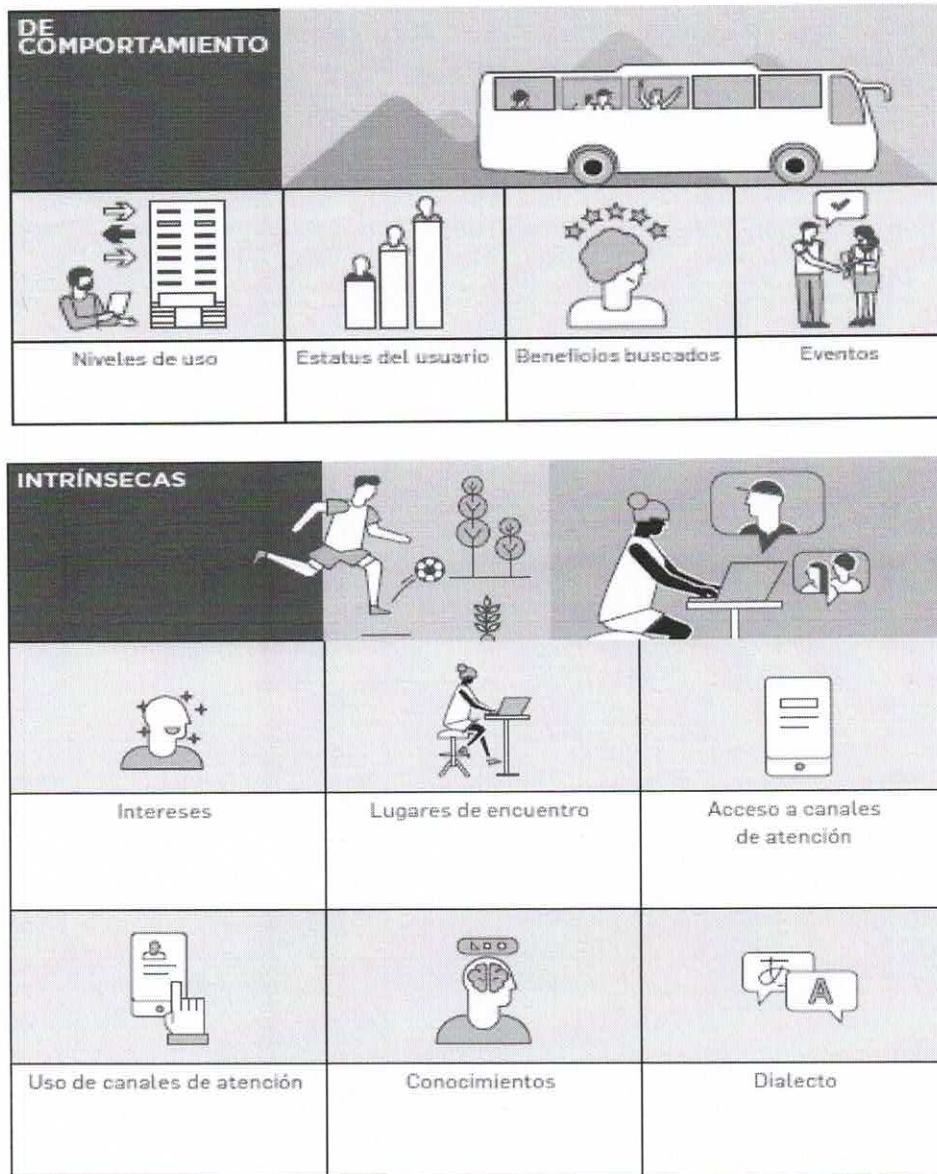 DE
COMPORTAMIENTO
Niveles de uso
Estatus del usuario
Beneficios buscados
Eventos
INTRÍNSECAS
Intereses
Lugares de encuentro
Acceso a canales
de atención
あ
A
Uso de canales de atención
Conocimientos
Dialecto